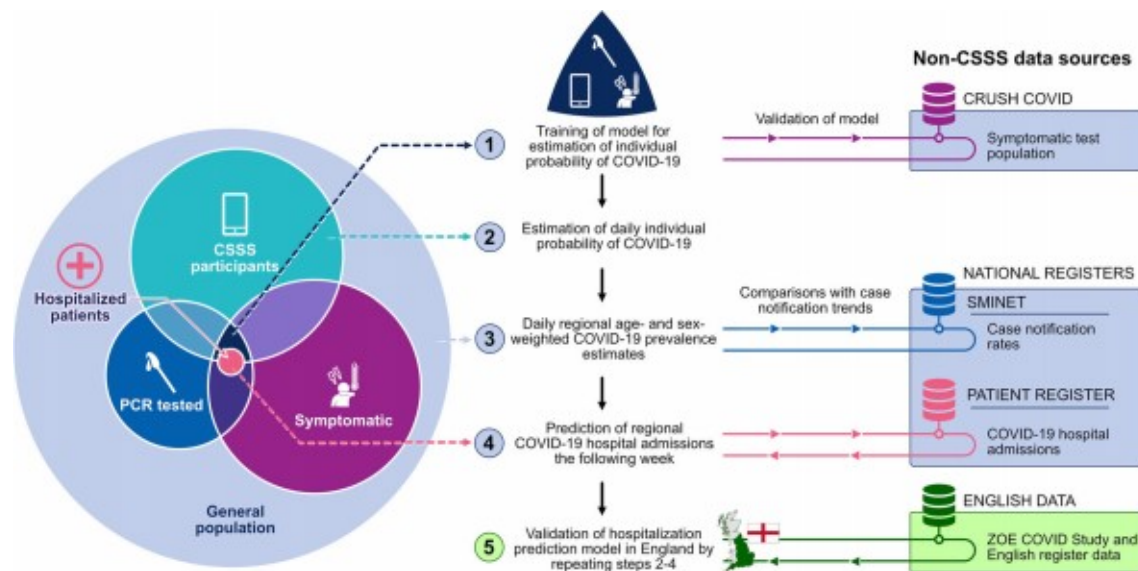 Non-CSSS data sources
CRUSH COVID
Symptomatic test
population
Validation of model
1
Training of model for
estimation of individual
probability of COVID-19
2
Estimation of daily individual
probability of COVID-19
CSSS
participants
Hospitalized
patients
PCR tested
Symptomatic
General
population
NATIONAL REGISTERS
SMINET
Case notification
rates
Comparisons with case
notification trends
3
Daily regional age- and sex-
weighted COVID-19 prevalence
estimates
PATIENT REGISTER
COVID-19 hospital
admissions
4
Prediction of regional
COVID-19 hospital admissions
the following week
ENGLISH DATA
ZOE COVID Study and
English register data
5
Validation of hospitalization
prediction model in England by
repeating steps 2-4